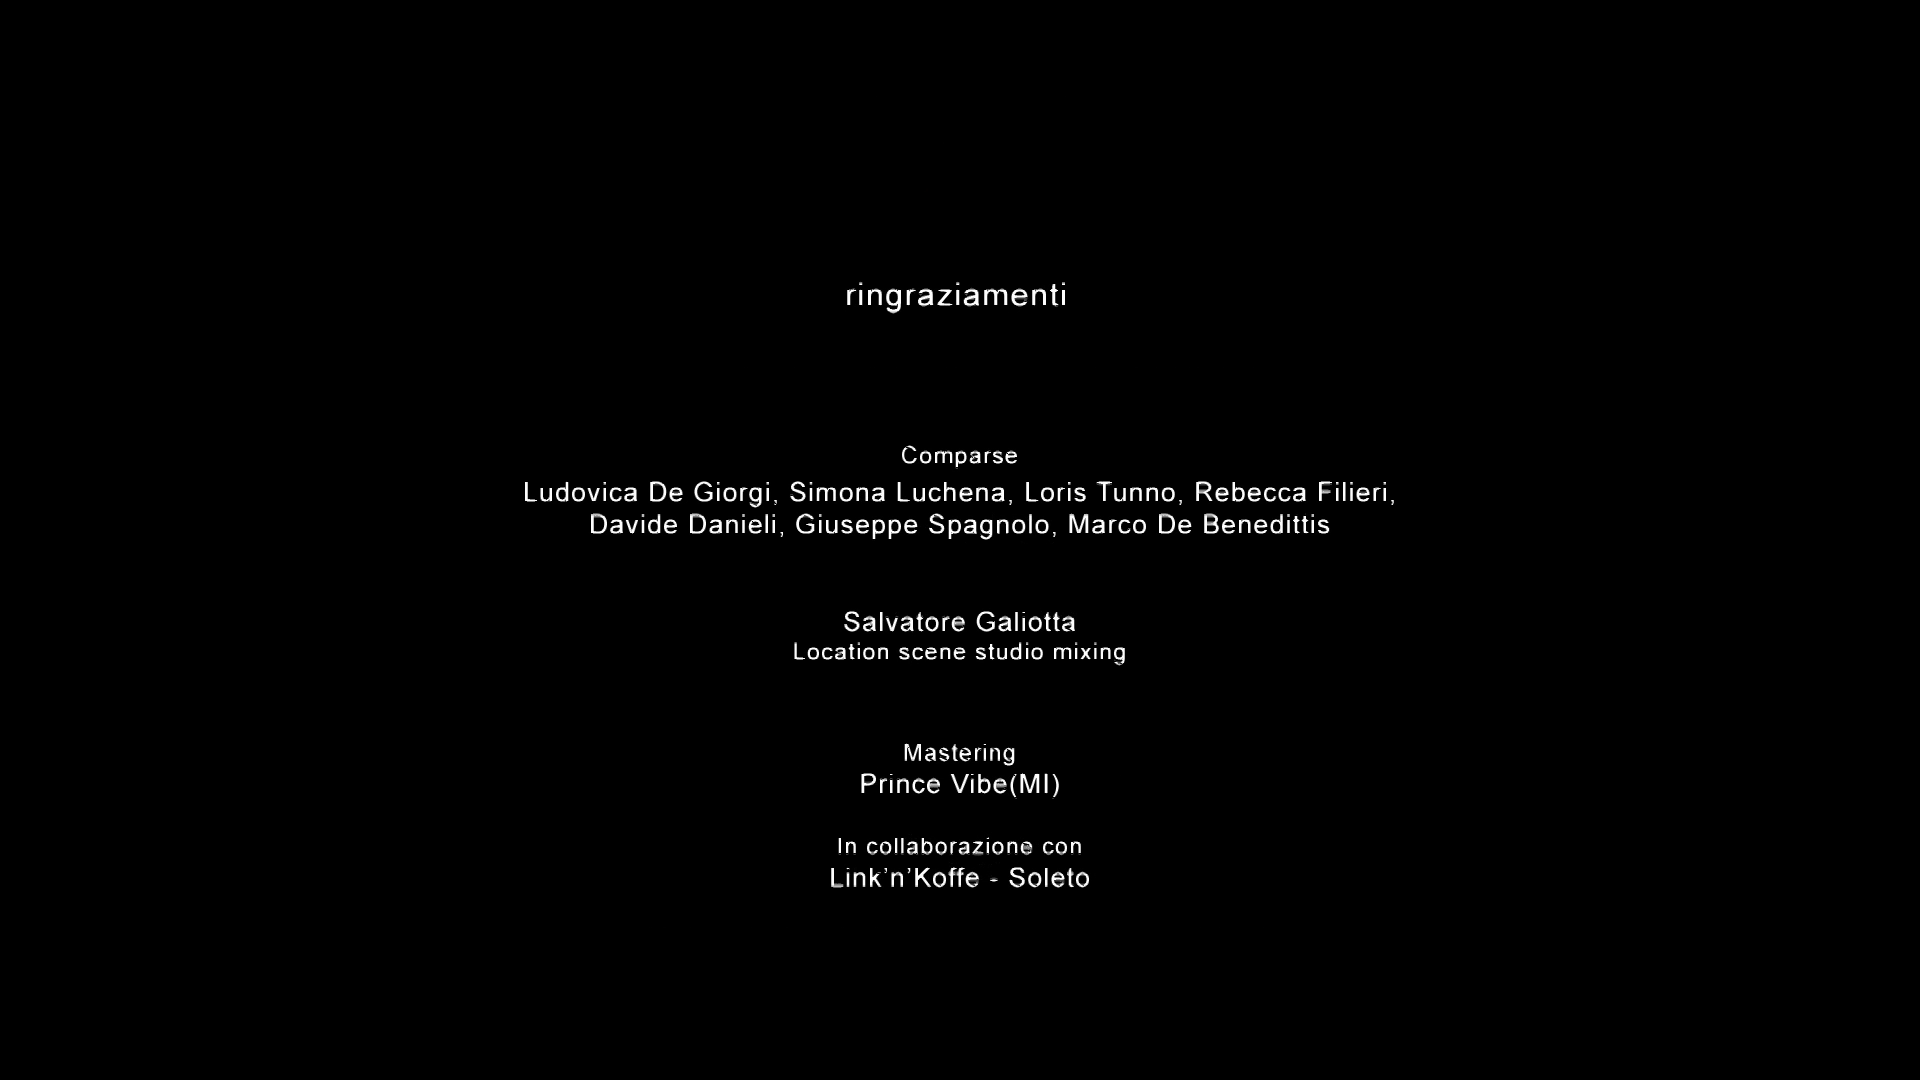 ringraziamenti
Comparse
Ludovica De Giorgi, Simona Luchena, Loris Tunno, Rebecca Filieri,
Davide Danieli, Giuseppe Spagnolo, Marco De Benedittis
Salvatore Galiotta
Location scene studio mixing
Mastering
Prince Vibe(MI)
In collaborazione con
Link’n’Koffe - Soleto